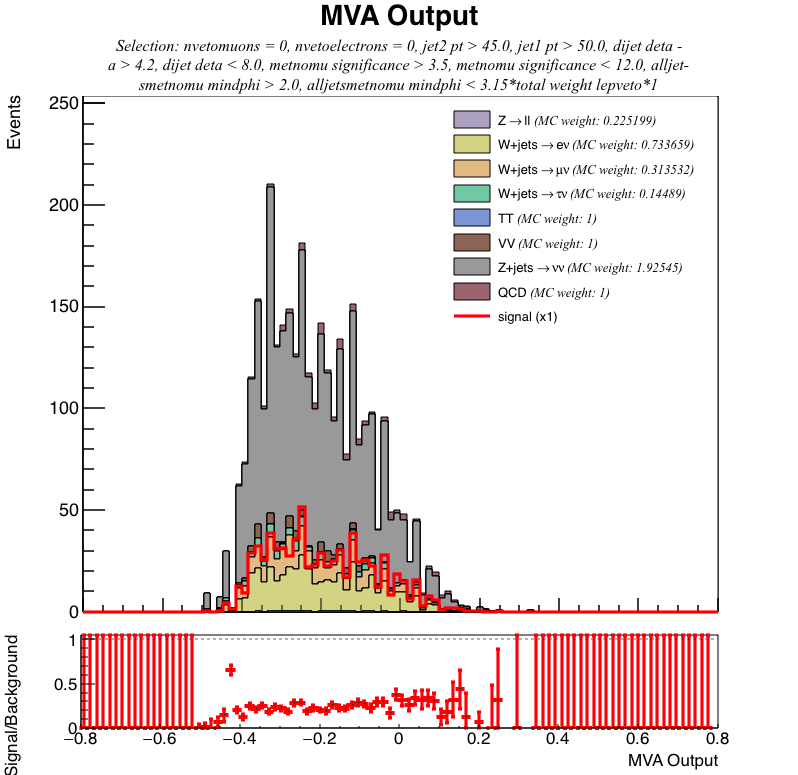 MVA Output
Selection: nvetomuons = 0, nvetoelectrons = 0, jet2 pt > 45.0, jet1 pt > 50.0, dijet deta -
a > 4.2, dijet deta < 8.0, metnomu significance > 3.5, metnomu significance < 12.0, alljet-
smetnomu mindphi > 2.0, alljetsmetnomu mindphi < 3.15*total weight lepveto*1
Events
250
200
150
100
50
0
Z→ll (MC weight: 0.225199)
W+jets→eν (MC weight: 0.733659)
W+jets→μν (MC weight: 0.313532)
W+jets→τν (MC weight: 0.14489)
TT (MC weight: 1)
VV (MC weight: 1)
Z+jets→νν (MC weight: 1.92545)
QCD (MC weight: 1)
signal (x1)
Signal/Background
1
0.5
0
−0.8 −0.6 −0.4 −0.2 0 0.2 0.4 0.6 0.8
MVA Output